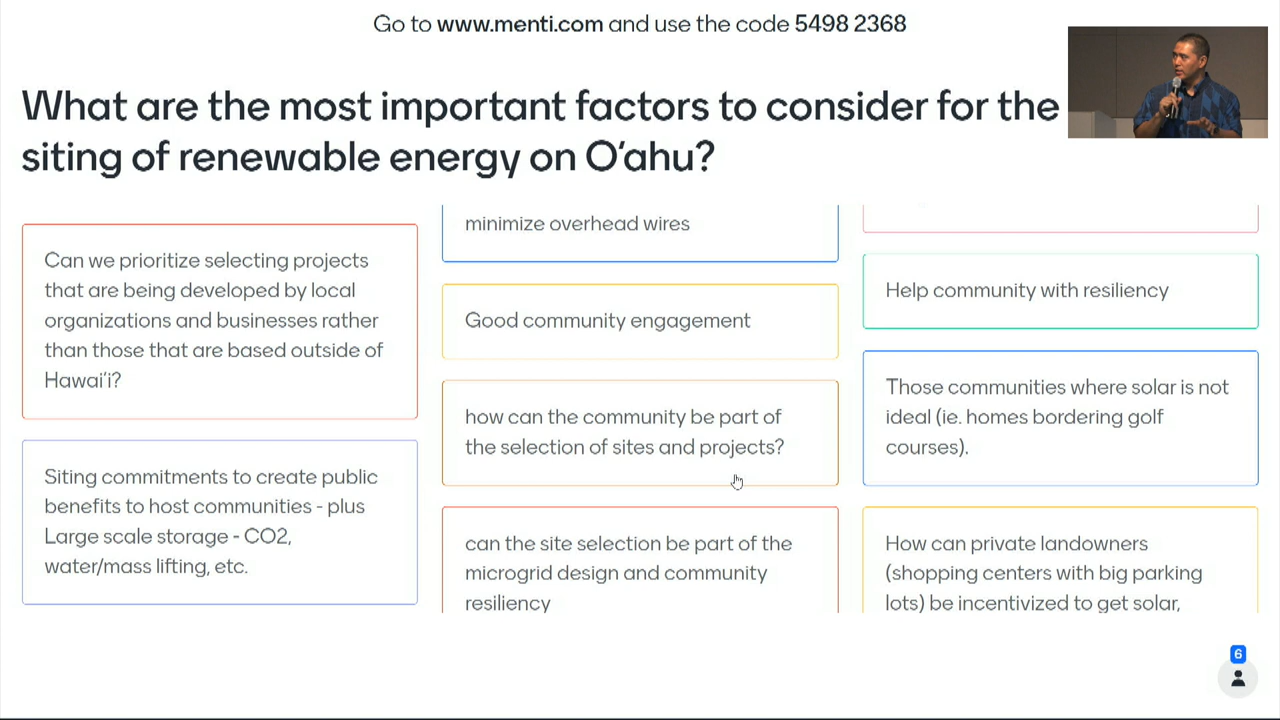 Go to www.menti.com and use the code 5498 2368
What are the most important factors to consider for the
siting of renewable energy on Oʻahu?
Can we prioritize selecting projects
that are being developed by local
organizations and businesses rather
than those that are based outside of
Hawai'i?
Siting commitments to create public
benefits to host communities - plus
Large scale storage - CO2,
water/mass lifting, etc.
minimize overhead wires
Good community engagement
how can the community be part of
the selection of sites and projects?
can the site selection be part of the
microgrid design and community
resiliency
Help community with resiliency
Those communities where solar is not
ideal (ie. homes bordering golf
courses).
How can private landowners
(shopping centers with big parking
lots) be incentivized to get solar,
6